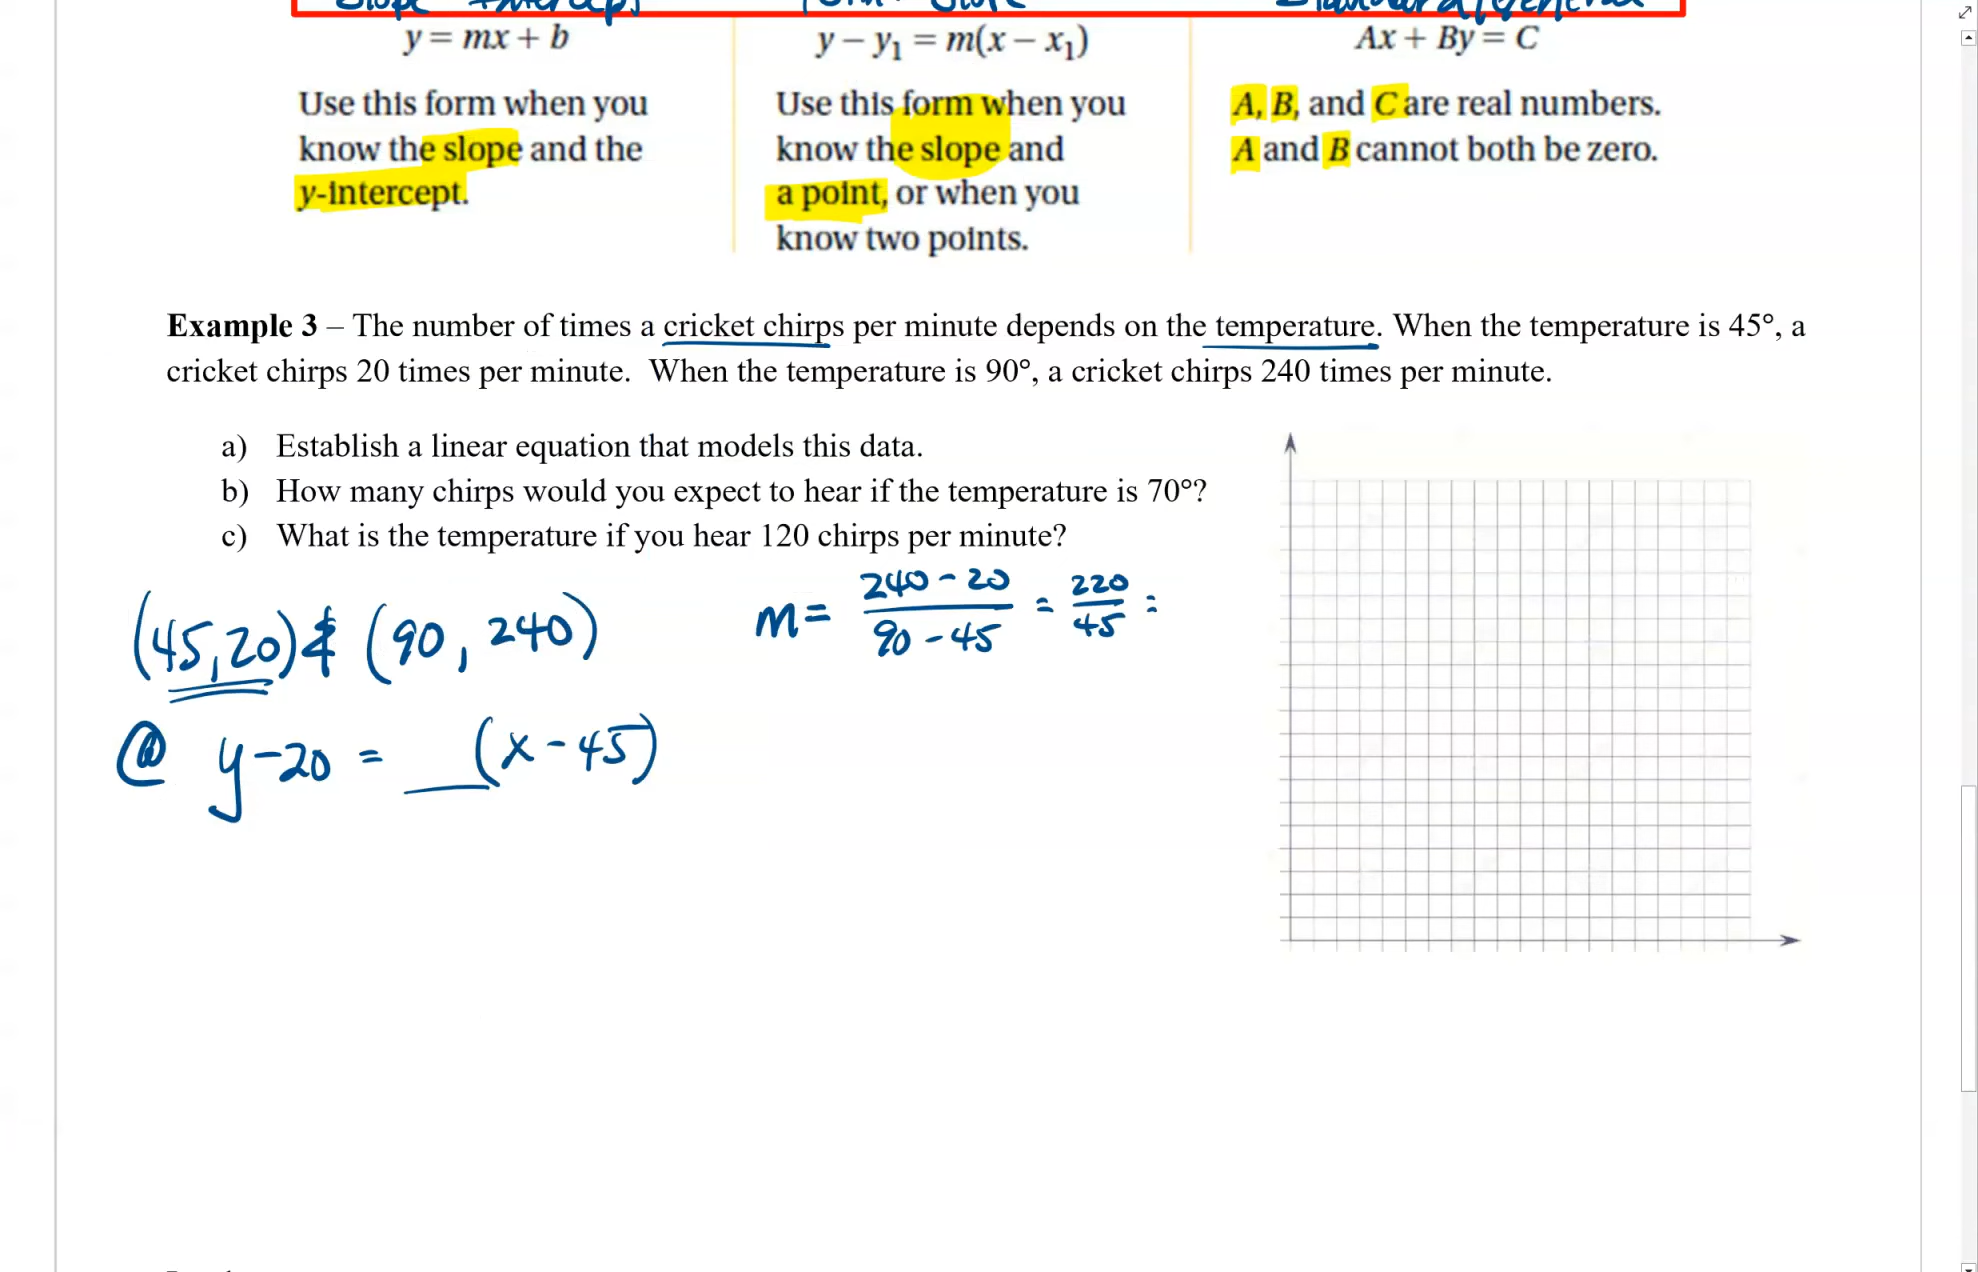 y = mx + b
y − y₁ = m(x − x₁)
Ax + By = C
Use this form when you
know the slope and the
y-intercept.
Use this form when you
know the slope and
a point, or when you
know two points.
A, B, and C are real numbers.
A and B cannot both be zero.
Example 3 – The number of times a cricket chirps per minute depends on the temperature. When the temperature is 45°, a
cricket chirps 20 times per minute. When the temperature is 90°, a cricket chirps 240 times per minute.
a) Establish a linear equation that models this data.
b) How many chirps would you expect to hear if the temperature is 70°?
c) What is the temperature if you hear 120 chirps per minute?
(45,20) & (90, 240)
m = 240 - 20 / 90 - 45 = 220 / 45 =
@ y - 20 = __ (x - 45)